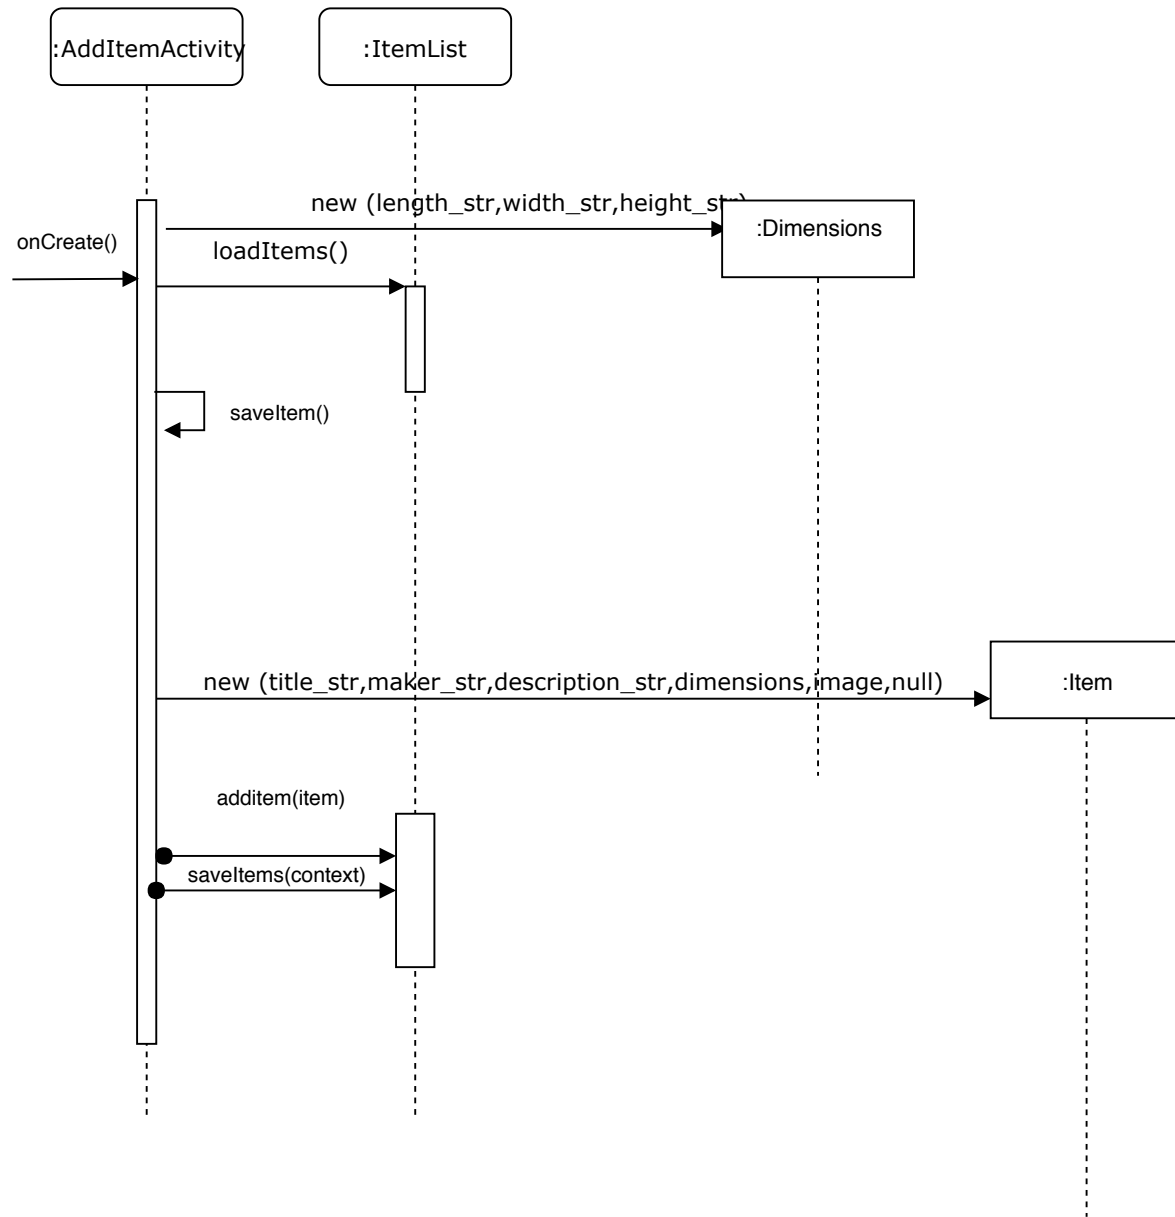 :AddItemActivity
:ItemList
new (length_str,width_str,height_str)
:Dimensions
onCreate()
loadItems()
saveItem()
new (title_str,maker_str,description_str,dimensions,image,null)
:Item
additem(item)
saveItems(context)